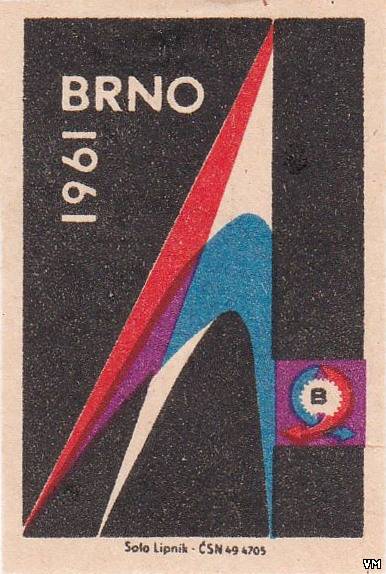 BRNO
1961
B
Solo Lipník - ČSN 49 4705
VM